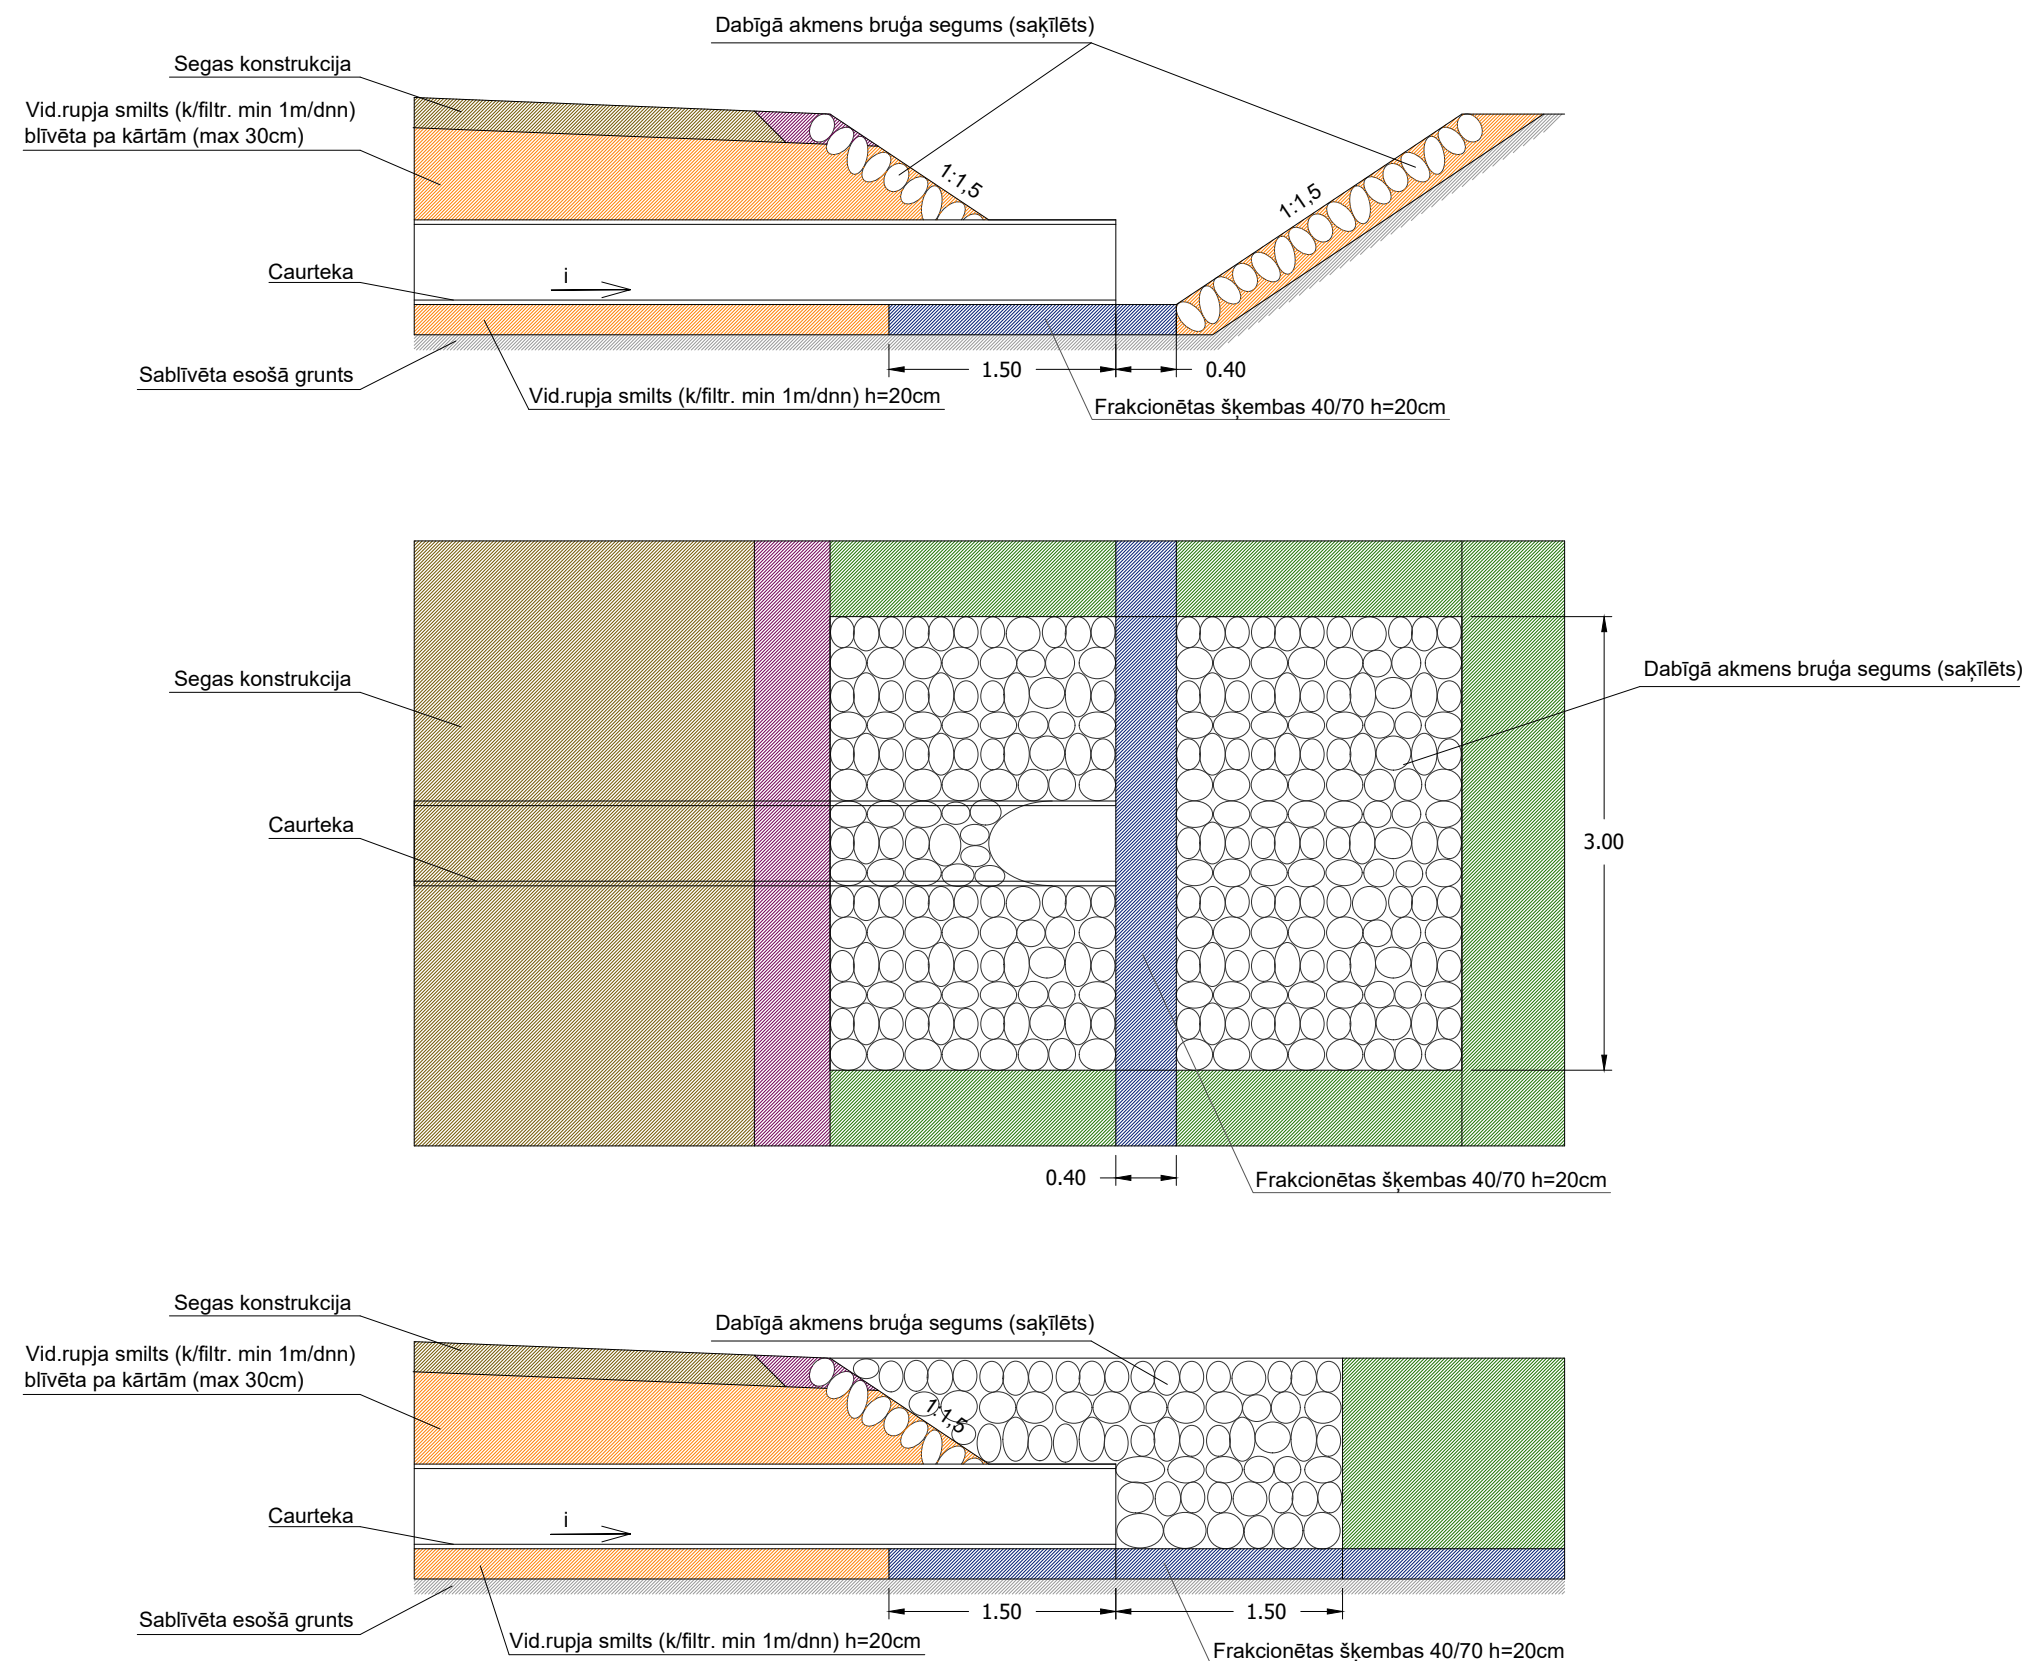 Dabīgā akmens bruģa segums (saķīlēts)
Segas konstrukcija
Vid.rupja smilts (k/filtr. min 1m/dnn)
blīvēta pa kārtām (max 30cm)
1:1,5
1:1,5
Caurteka
i
Sablīvēta esošā grunts
1.50
0.40
Vid.rupja smilts (k/filtr. min 1m/dnn) h=20cm
Frakcionētas šķembas 40/70 h=20cm
Segas konstrukcija
Dabīgā akmens bruģa segums (saķīlēts)
Caurteka
3.00
0.40
Frakcionētas šķembas 40/70 h=20cm
Segas konstrukcija
Dabīgā akmens bruģa segums (saķīlēts)
Vid.rupja smilts (k/filtr. min 1m/dnn)
blīvēta pa kārtām (max 30cm)
1:1,5
Caurteka
i
Sablīvēta esošā grunts
1.50
1.50
Vid.rupja smilts (k/filtr. min 1m/dnn) h=20cm
Frakcionētas šķembas 40/70 h=20cm